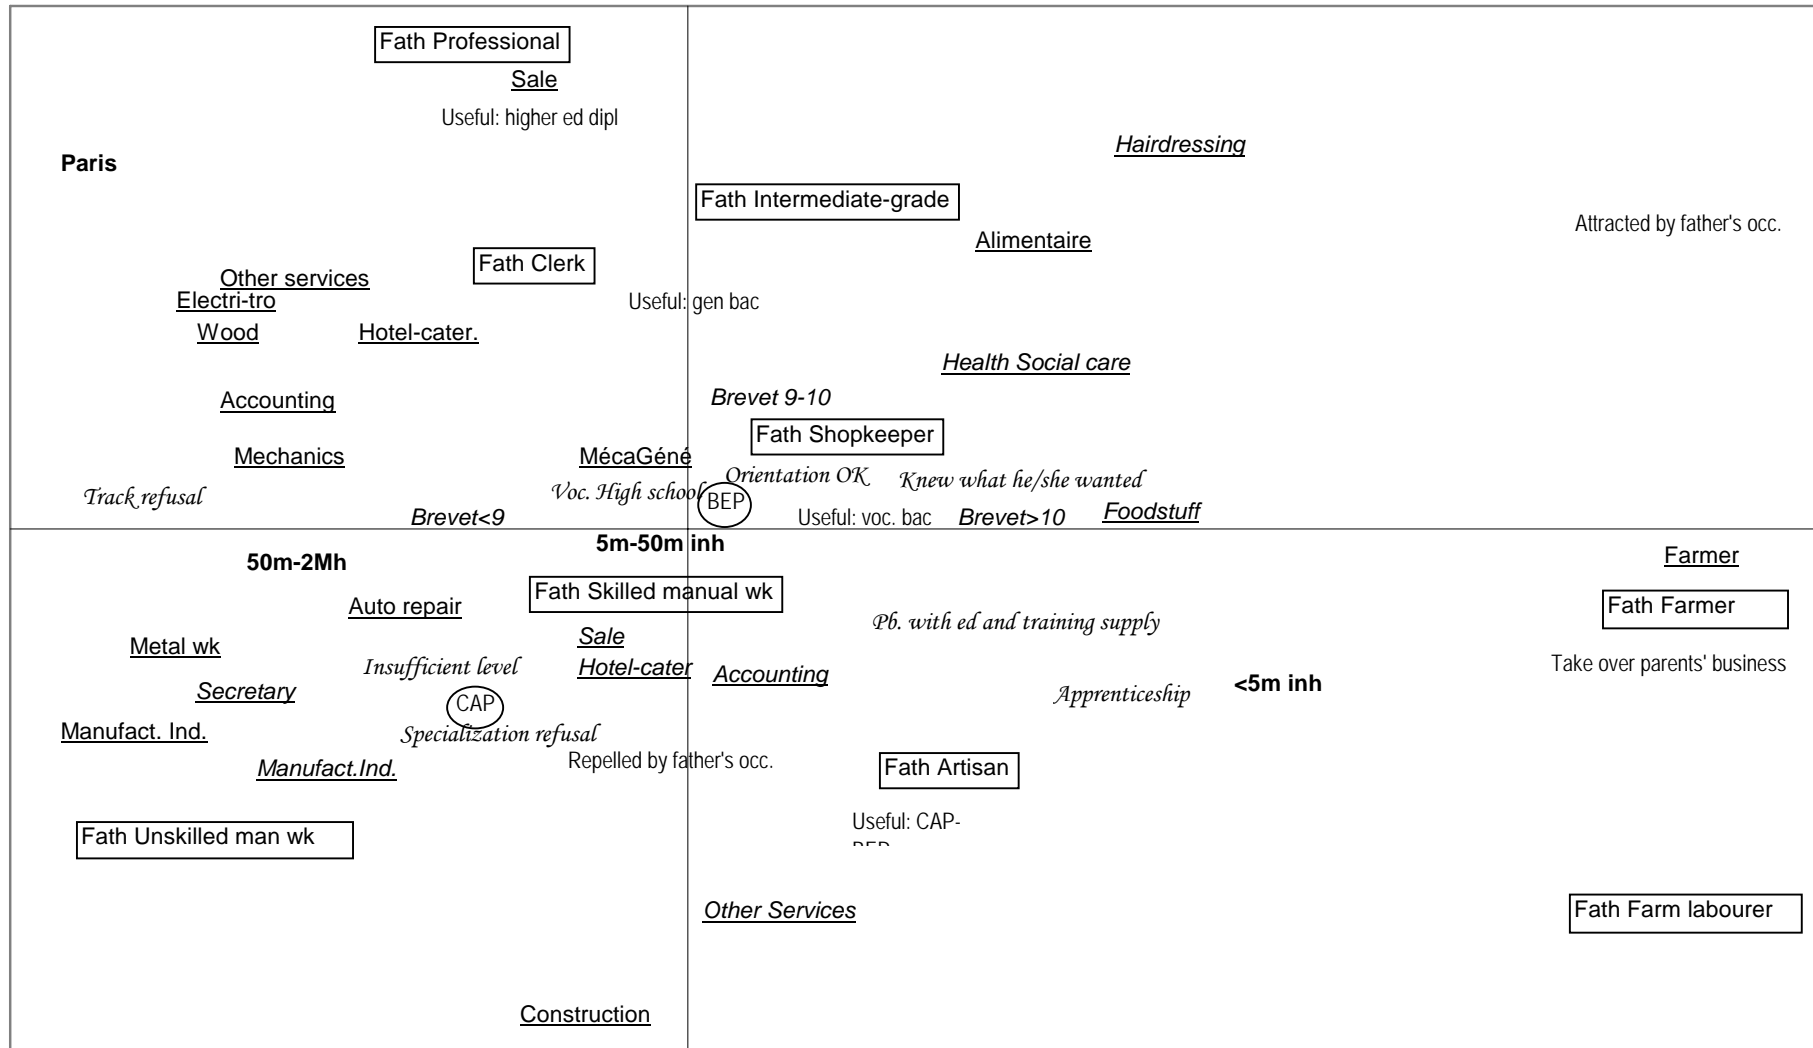 Fath Professional
Sale
Useful: higher ed dipl
Hairdressing
Paris
Fath Intermediate-grade
Attracted by father's occ.
Alimentaire
Fath Clerk
Other services
Electri-tro
Useful: gen bac
Wood
Hotel-cater.
Health Social care
Accounting
Brevet 9-10
Fath Shopkeeper
Mechanics
MécaGéné
Orientation OK
Knew what he/she wanted
Track refusal
Voc. High school
BEP
Brevet<9
Useful: voc. bac
Brevet>10
Foodstuff
5m-50m inh
50m-2Mh
Farmer
Fath Skilled manual wk
Auto repair
Fath Farmer
Pb. with ed and training supply
Sale
Metal wk
Insufficient level
Hotel-cater
Accounting
Take over parents' business
Secretary
Apprenticeship
<5m inh
CAP
Manufact. Ind.
Specialization refusal
Repelled by father's occ.
Manufact.Ind.
Fath Artisan
Useful: CAP-
Fath Unskilled man wk
Other Services
Fath Farm labourer
Construction